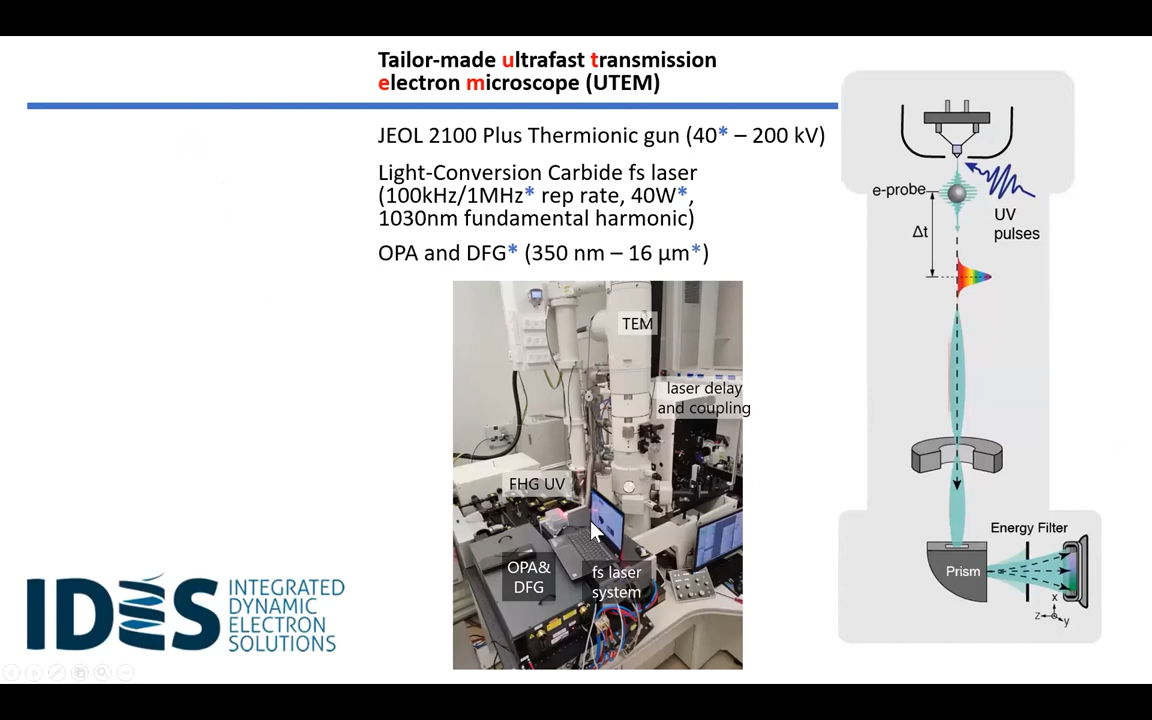 Tailor-made ultrafast transmission
electron microscope (UTEM)
JEOL 2100 Plus Thermionic gun (40* – 200 kV)
Light-Conversion Carbide fs laser
(100kHz/1MHz* rep rate, 40W*,
1030nm fundamental harmonic)
OPA and DFG* (350 nm – 16 µm*)
TEM
laser delay
and coupling
FHG UV
OPA&
DFG
fs laser
system
e-probe
Δt
UV
pulses
Energy Filter
Prism
x
z
y
IDES
INTEGRATED
DYNAMIC
ELECTRON
SOLUTIONS